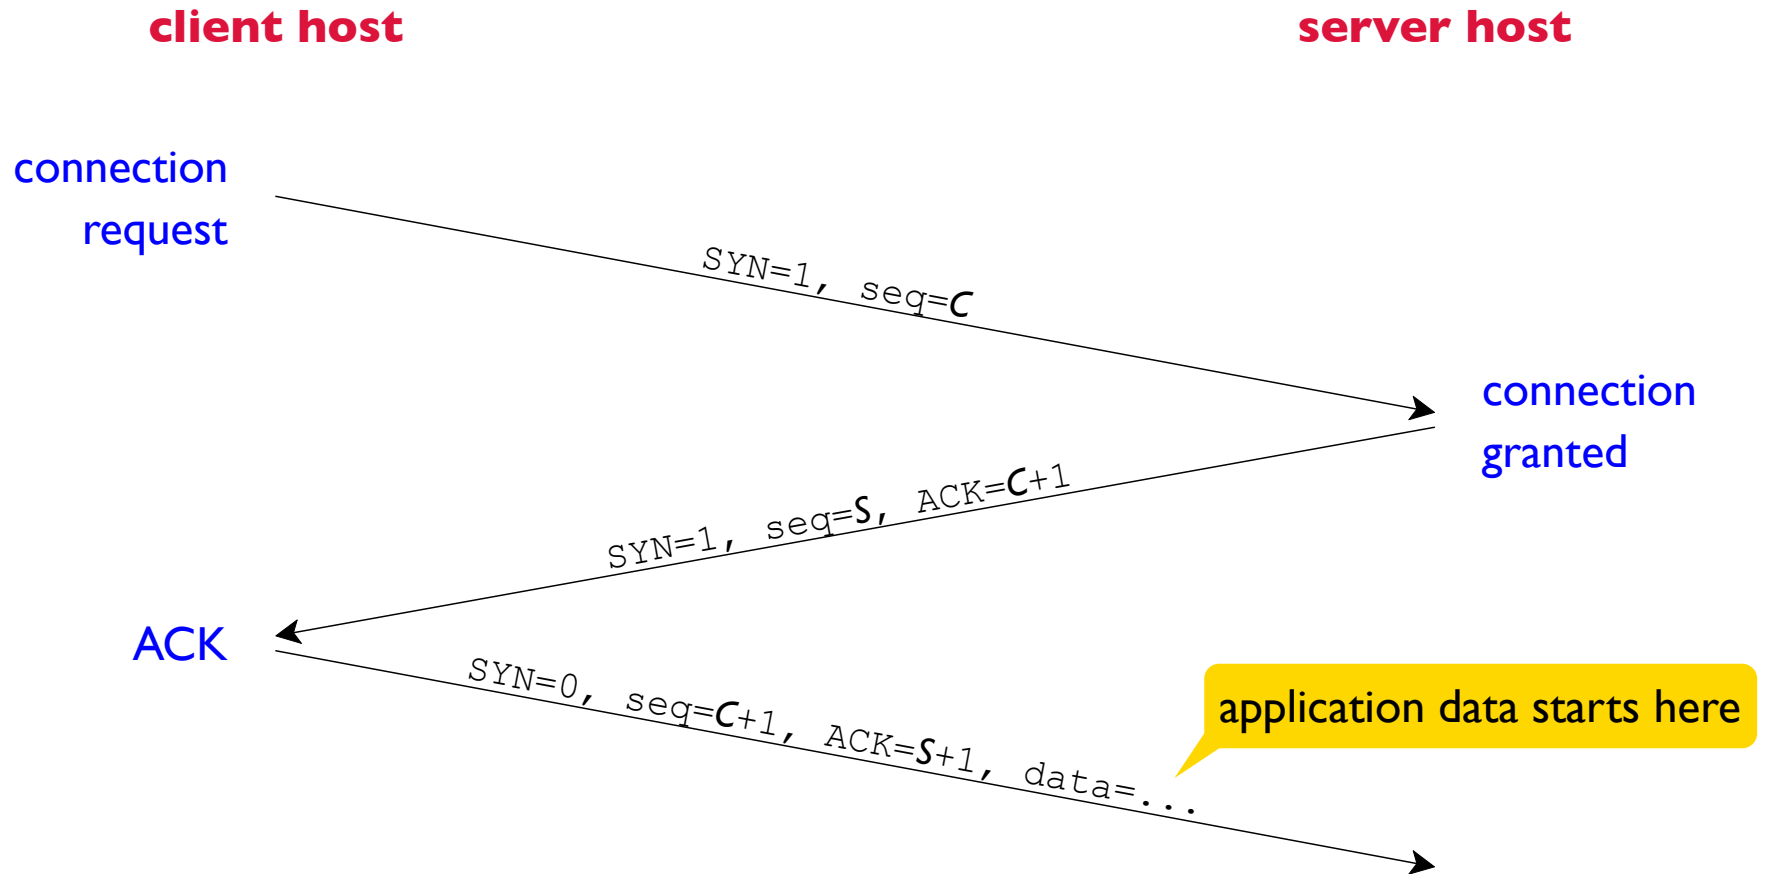 client host
server host
connection
request
SYN=1, seq=C
connection
granted
SYN=1, seq=S, ACK=C+1
ACK
SYN=0, seq=C+1, ACK=S+1, data=...
application data starts here